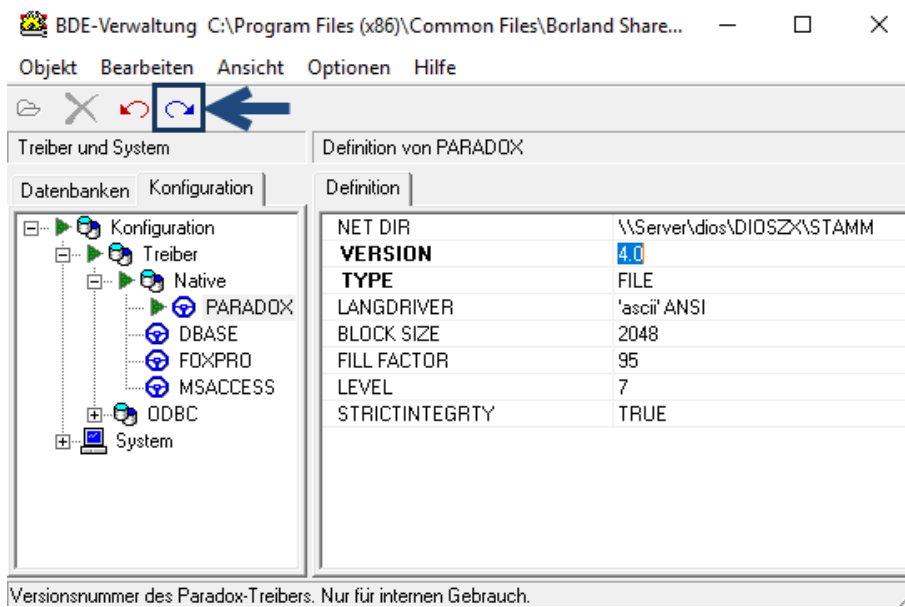 BDE-Verwaltung C:\Program Files (x86)\Common Files\Borland Share...
Objekt Bearbeiten Ansicht Optionen Hilfe
Treiber und System
Definition von PARADOX
Datenbanken Konfiguration
Definition
Konfiguration
Treiber
Native
PARADOX
DBASE
FOXPRO
MSACCESS
ODBC
System
NET DIR \\Server\dios\DIOSZX\STAMM
VERSION 4.0
TYPE FILE
LANGDRIVER 'ascii' ANSI
BLOCK SIZE 2048
FILL FACTOR 95
LEVEL 7
STRICTINTEGRTY TRUE
Versionsnummer des Paradox-Treibers. Nur für internen Gebrauch.